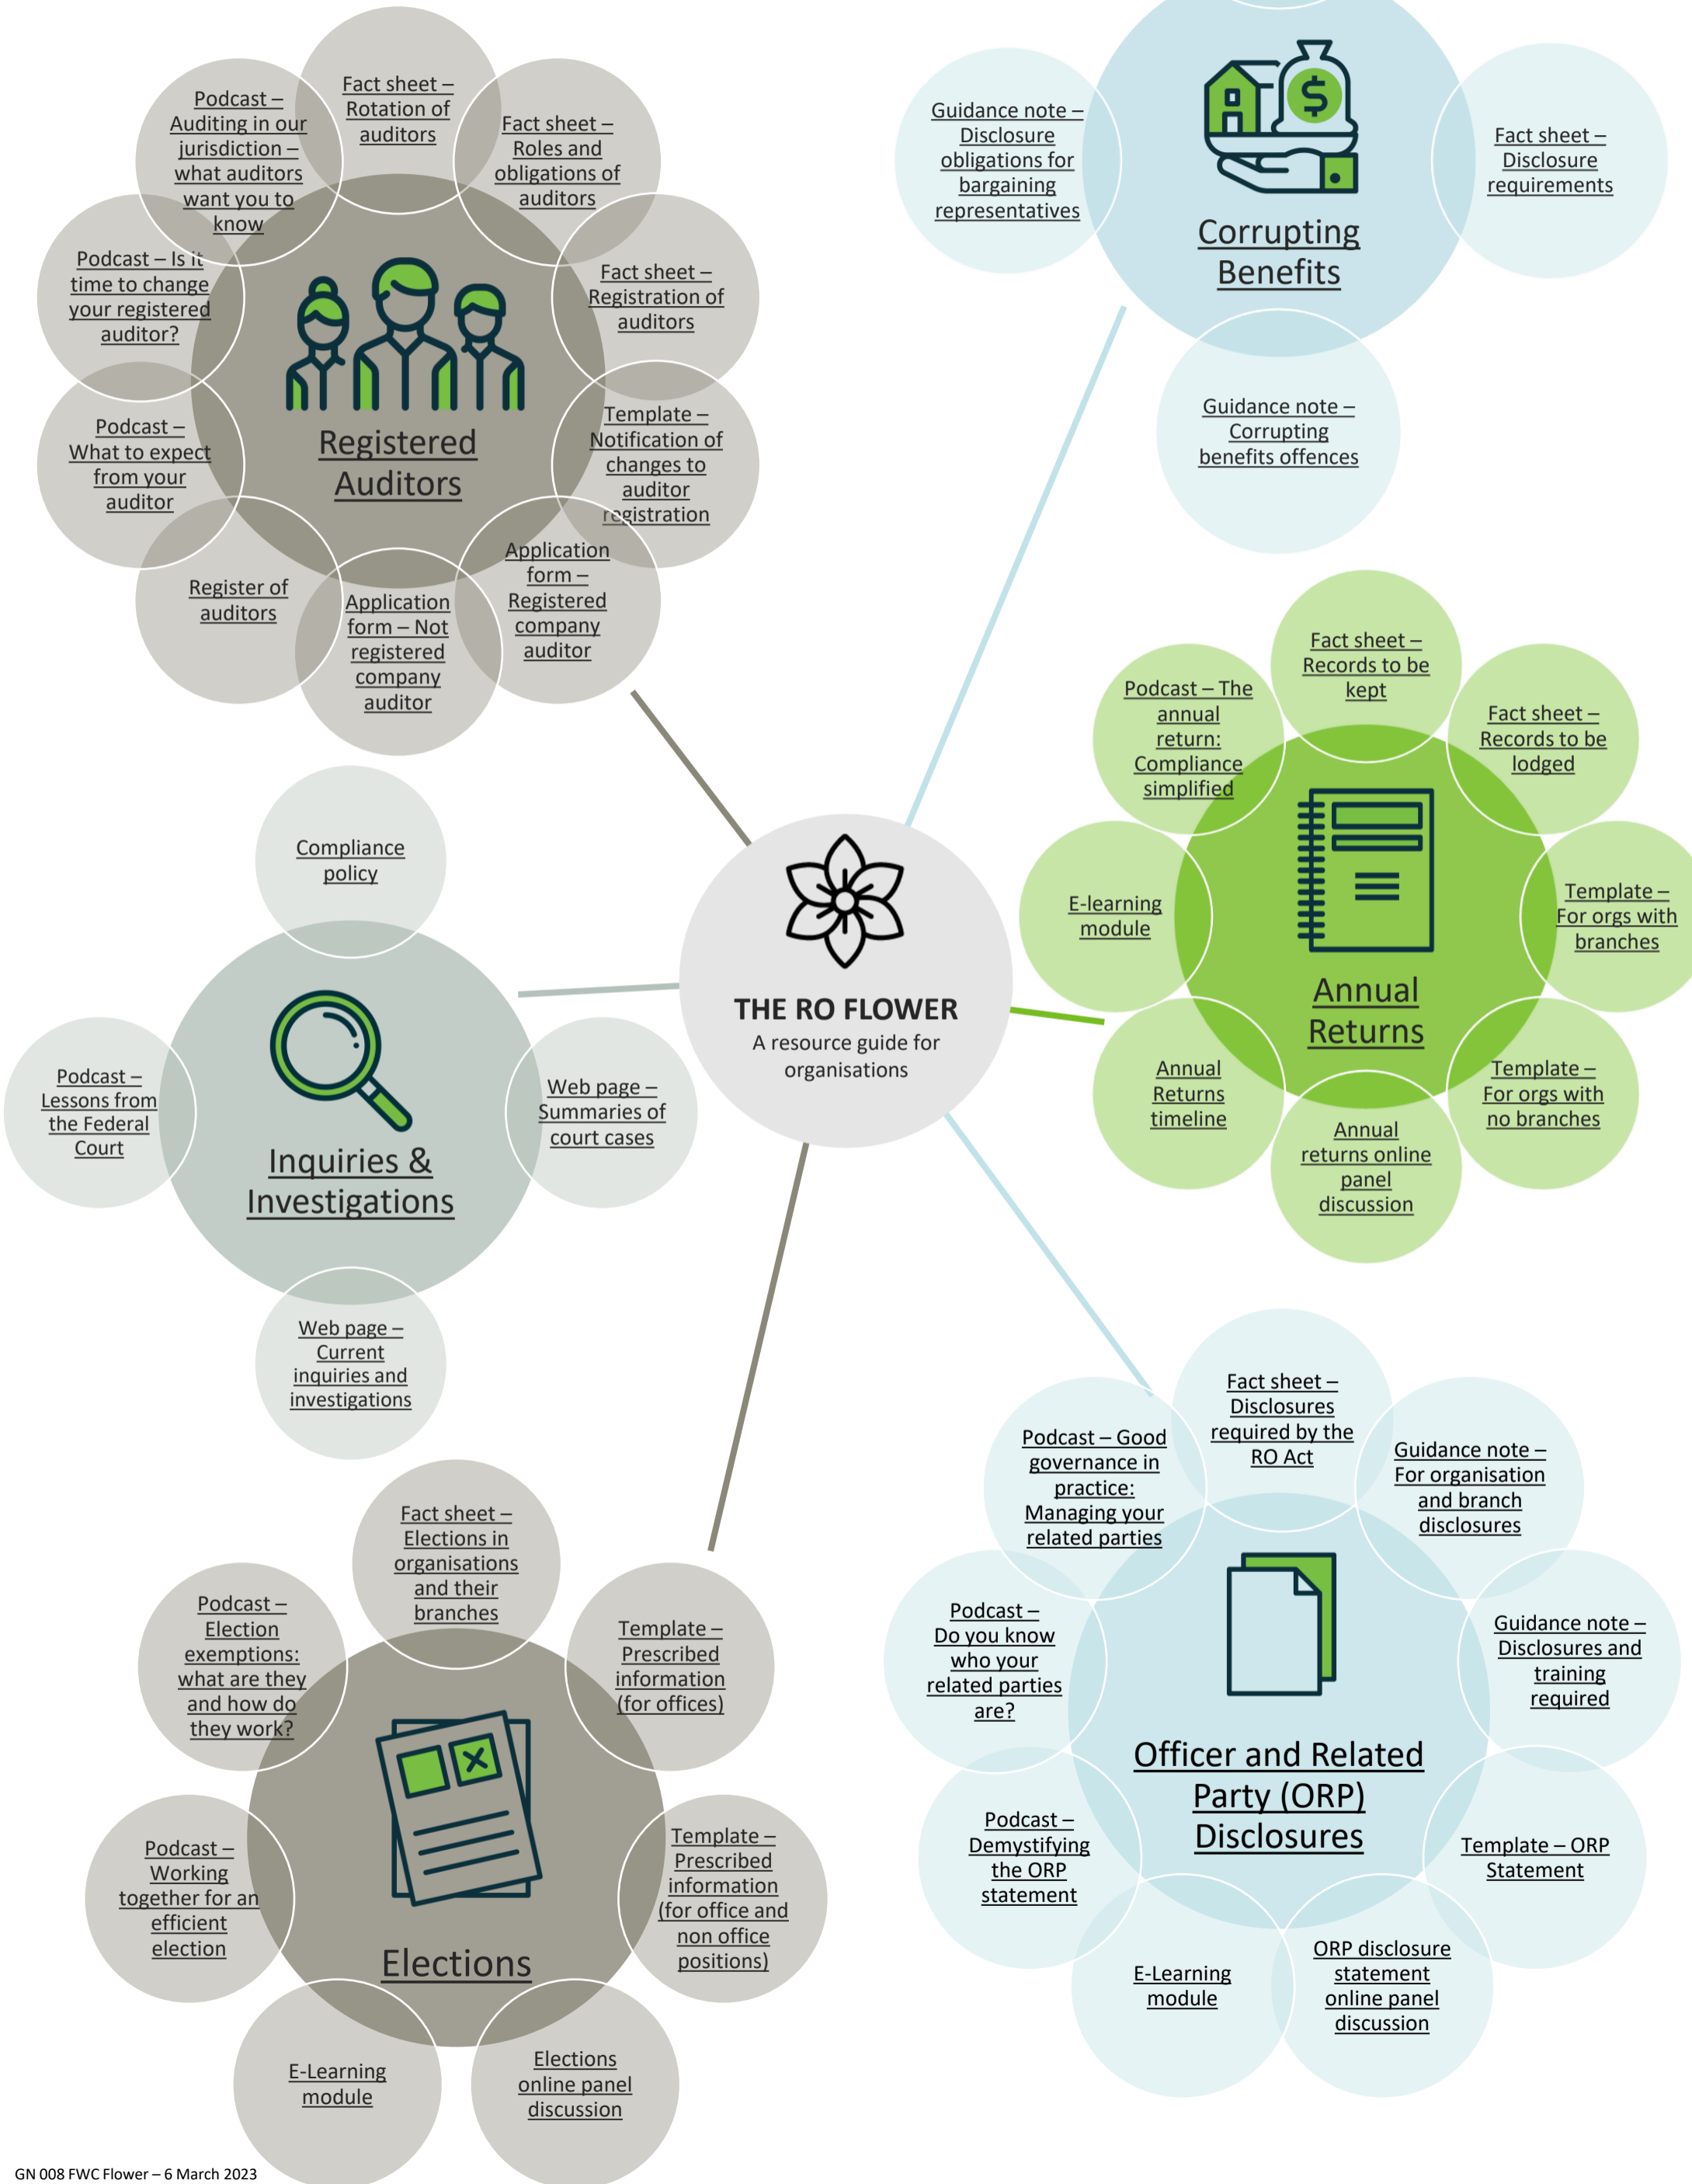 Podcast –
Auditing in our
jurisdiction –
what auditors
want you to
know
Fact sheet –
Rotation of
auditors
Fact sheet –
Roles and
obligations of
auditors
Podcast – Is it
time to change
your registered
auditor?
Fact sheet –
Registration of
auditors
Podcast –
What to expect
from your
auditor
Registered
Auditors
Template –
Notification of
changes to
auditor
registration
Register of
auditors
Application
form – Not
registered
company
auditor
Application
form –
Registered
company
auditor
Guidance note –
Disclosure
obligations for
bargaining
representatives
$
Corrupting
Benefits
Fact sheet –
Disclosure
requirements
Guidance note –
Corrupting
benefits offences
Podcast – The
annual
return:
Compliance
simplified
Fact sheet –
Records to be
kept
Fact sheet –
Records to be
lodged
E-learning
module
Annual
Returns
Template –
For orgs with
branches
Annual
Returns
timeline
Annual
returns online
panel
discussion
Template –
For orgs with
no branches
THE RO FLOWER
A resource guide for
organisations
Compliance
policy
Podcast –
Lessons from
the Federal
Court
Inquiries &
Investigations
Web page –
Summaries of
court cases
Web page –
Current
inquiries and
investigations
Podcast – Good
governance in
practice:
Managing your
related parties
Fact sheet –
Disclosures
required by the
RO Act
Guidance note –
For organisation
and branch
disclosures
Podcast –
Do you know
who your
related parties
are?
Guidance note –
Disclosures and
training
required
Officer and Related
Party (ORP)
Disclosures
Podcast –
Demystifying
the ORP
statement
Template – ORP
Statement
E-Learning
module
ORP disclosure
statement
online panel
discussion
Podcast –
Election
exemptions:
what are they
and how do
they work?
Fact sheet –
Elections in
organisations
and their
branches
Template –
Prescribed
information
(for offices)
Podcast –
Working
together for an
efficient
election
Elections
Template –
Prescribed
information
(for office and
non office
positions)
E-Learning
module
Elections
online panel
discussion
GN 008 FWC Flower – 6 March 2023